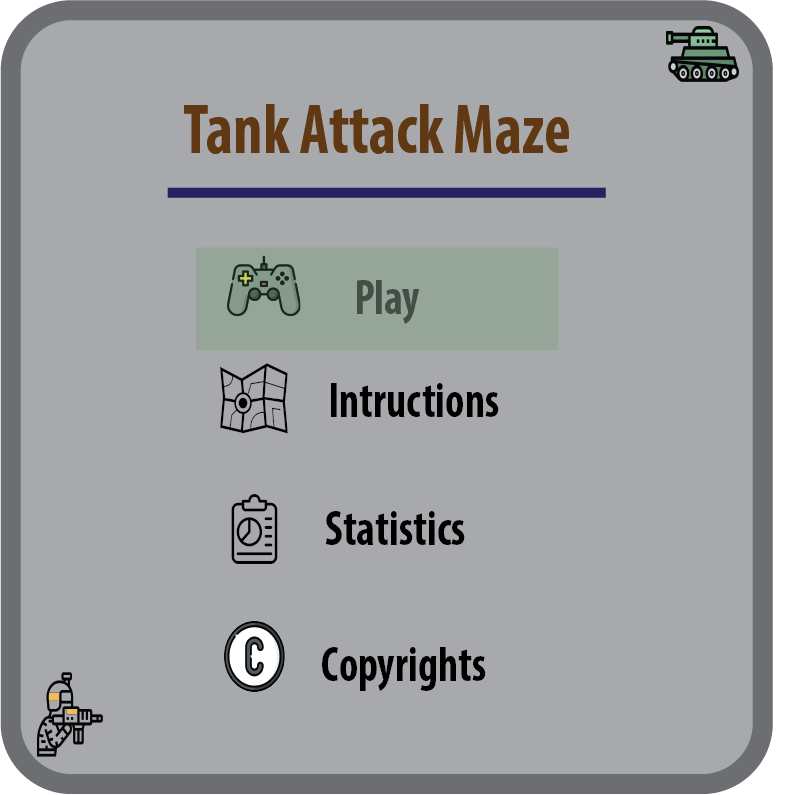 Tank Attack Maze
Play
Intructions
Statistics
C
Copyrights